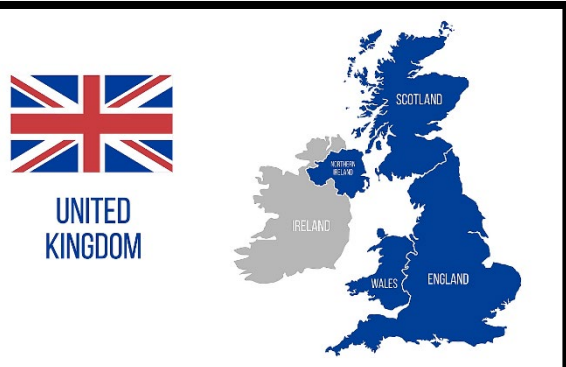 UNITED
KINGDOM
SCOTLAND
NORTHERN
IRELAND
IRELAND
WALES
ENGLAND